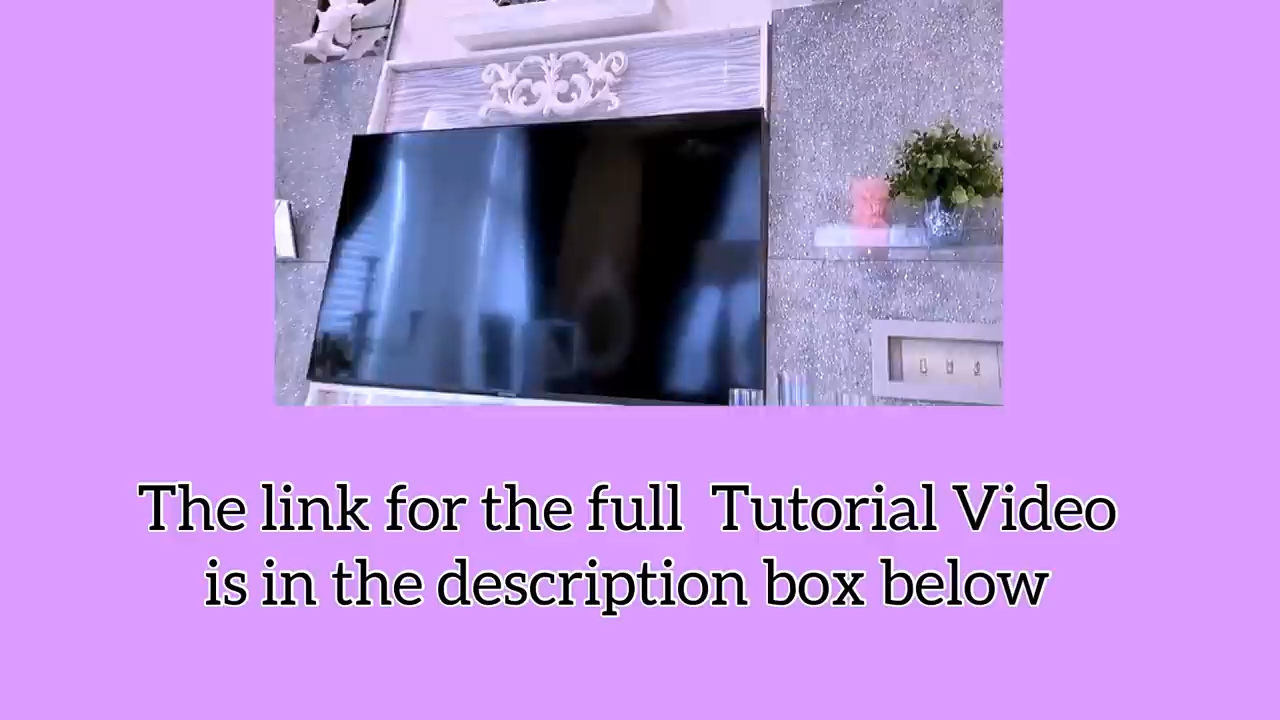 The link for the full Tutorial Video
is in the description box below